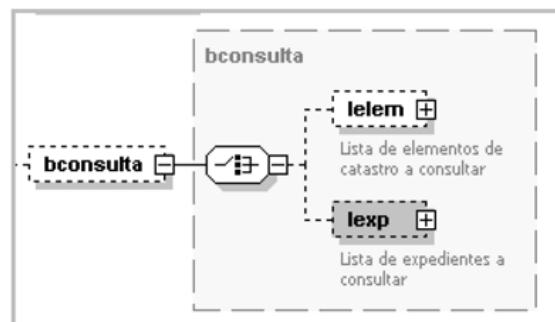 bconsulta
lelem
Lista de elementos de
catastro a consultar
bconsulta
lexp
Lista de expedientes a
consultar